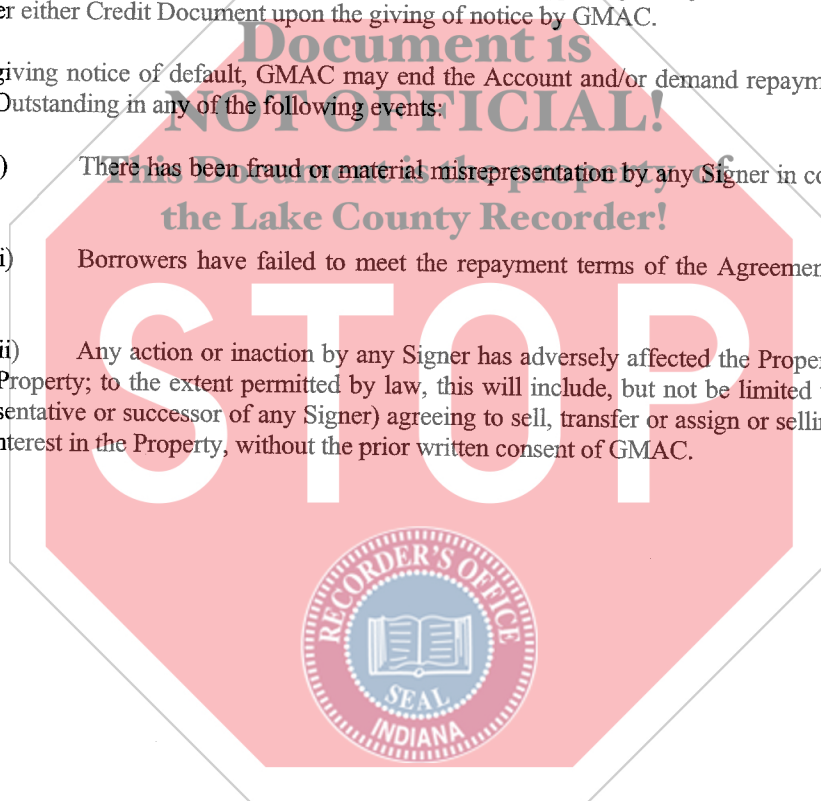 er either Credit Document upon the giving of notice by GMAC.
Document is
giving notice of default, GMAC may end the Account and/or demand repaym
Outstanding in any of the following events:
NOT OFFICIAL!
) There has been fraud or material misrepresentation by any Signer in co
This Document is the property of
the Lake County Recorder!
i) Borrowers have failed to meet the repayment terms of the Agreemen
STOP
ii) Any action or inaction by any Signer has adversely affected the Proper
Property; to the extent permitted by law, this will include, but not be limited
sentative or successor of any Signer) agreeing to sell, transfer or assign or sellin
nterest in the Property, without the prior written consent of GMAC.
RECORDER'S OFFICE
SEAL
INDIANA